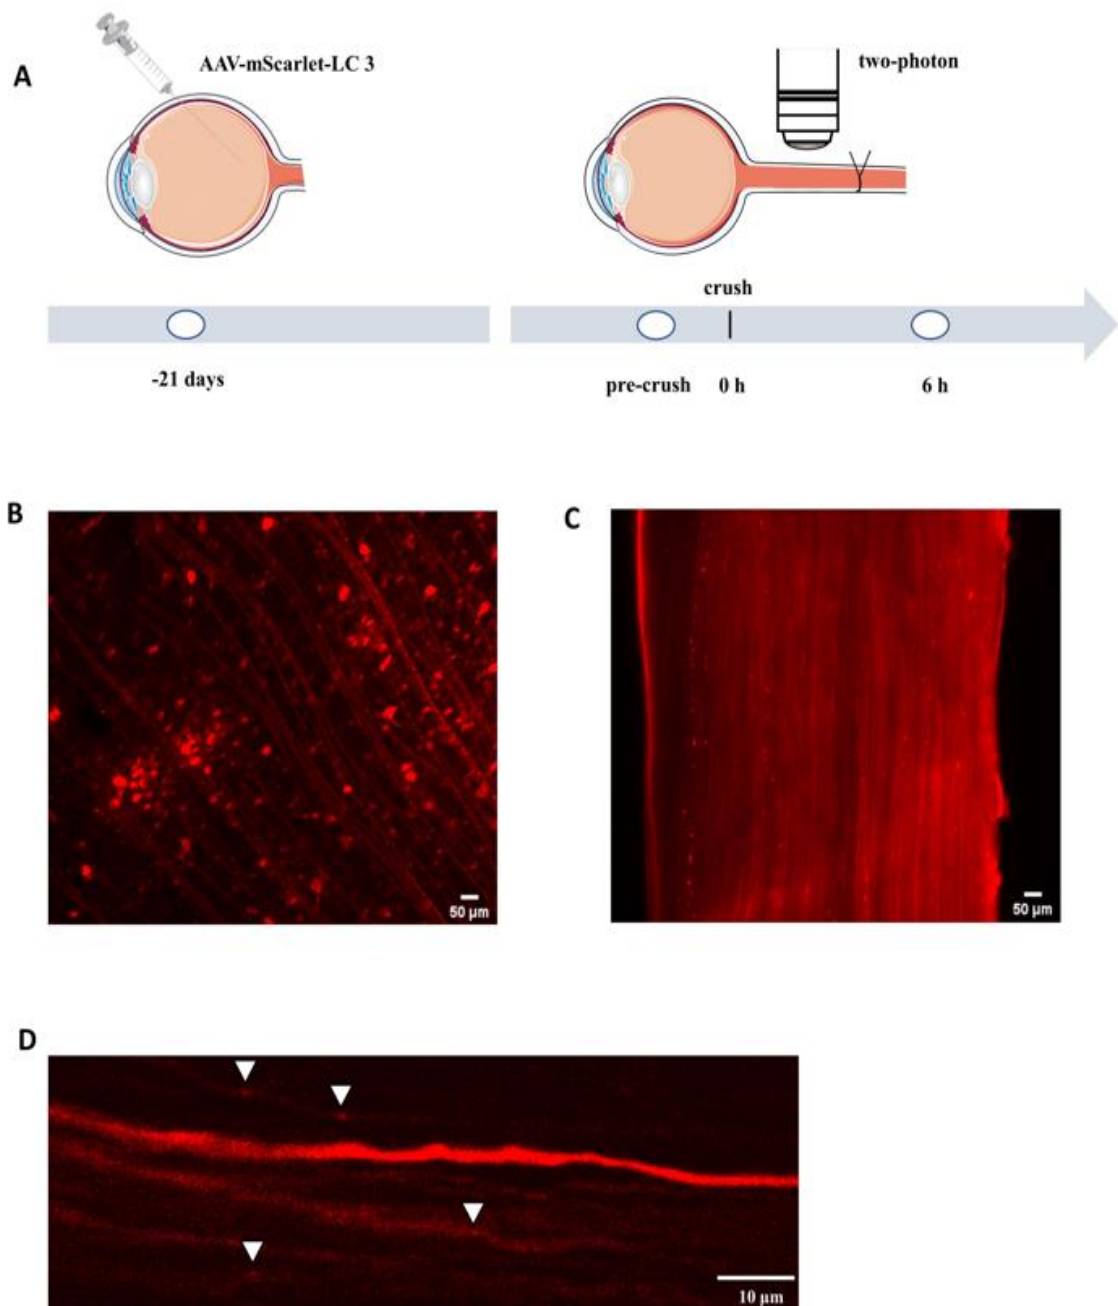 A
AAV-mScarlet-LC 3
two-photon
crush
-21 days
pre-crush
0 h
6 h
B
C
50 µm
50 µm
D
10 µm